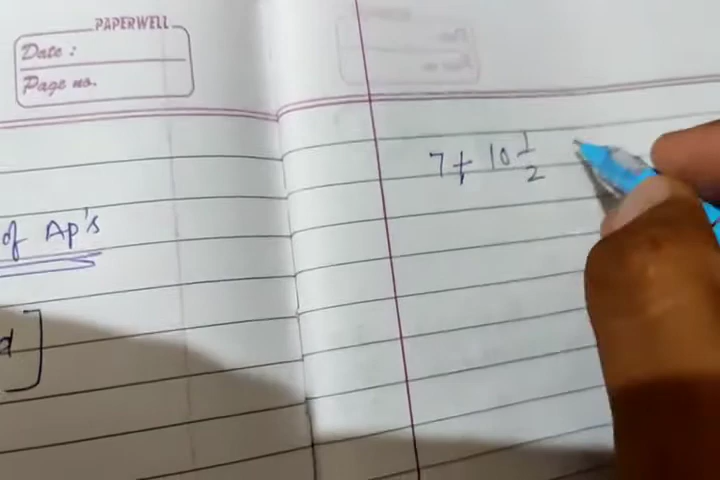 PAPERWELL
Date :
Page no.
of Ap's
d]
7+ 10 1/2